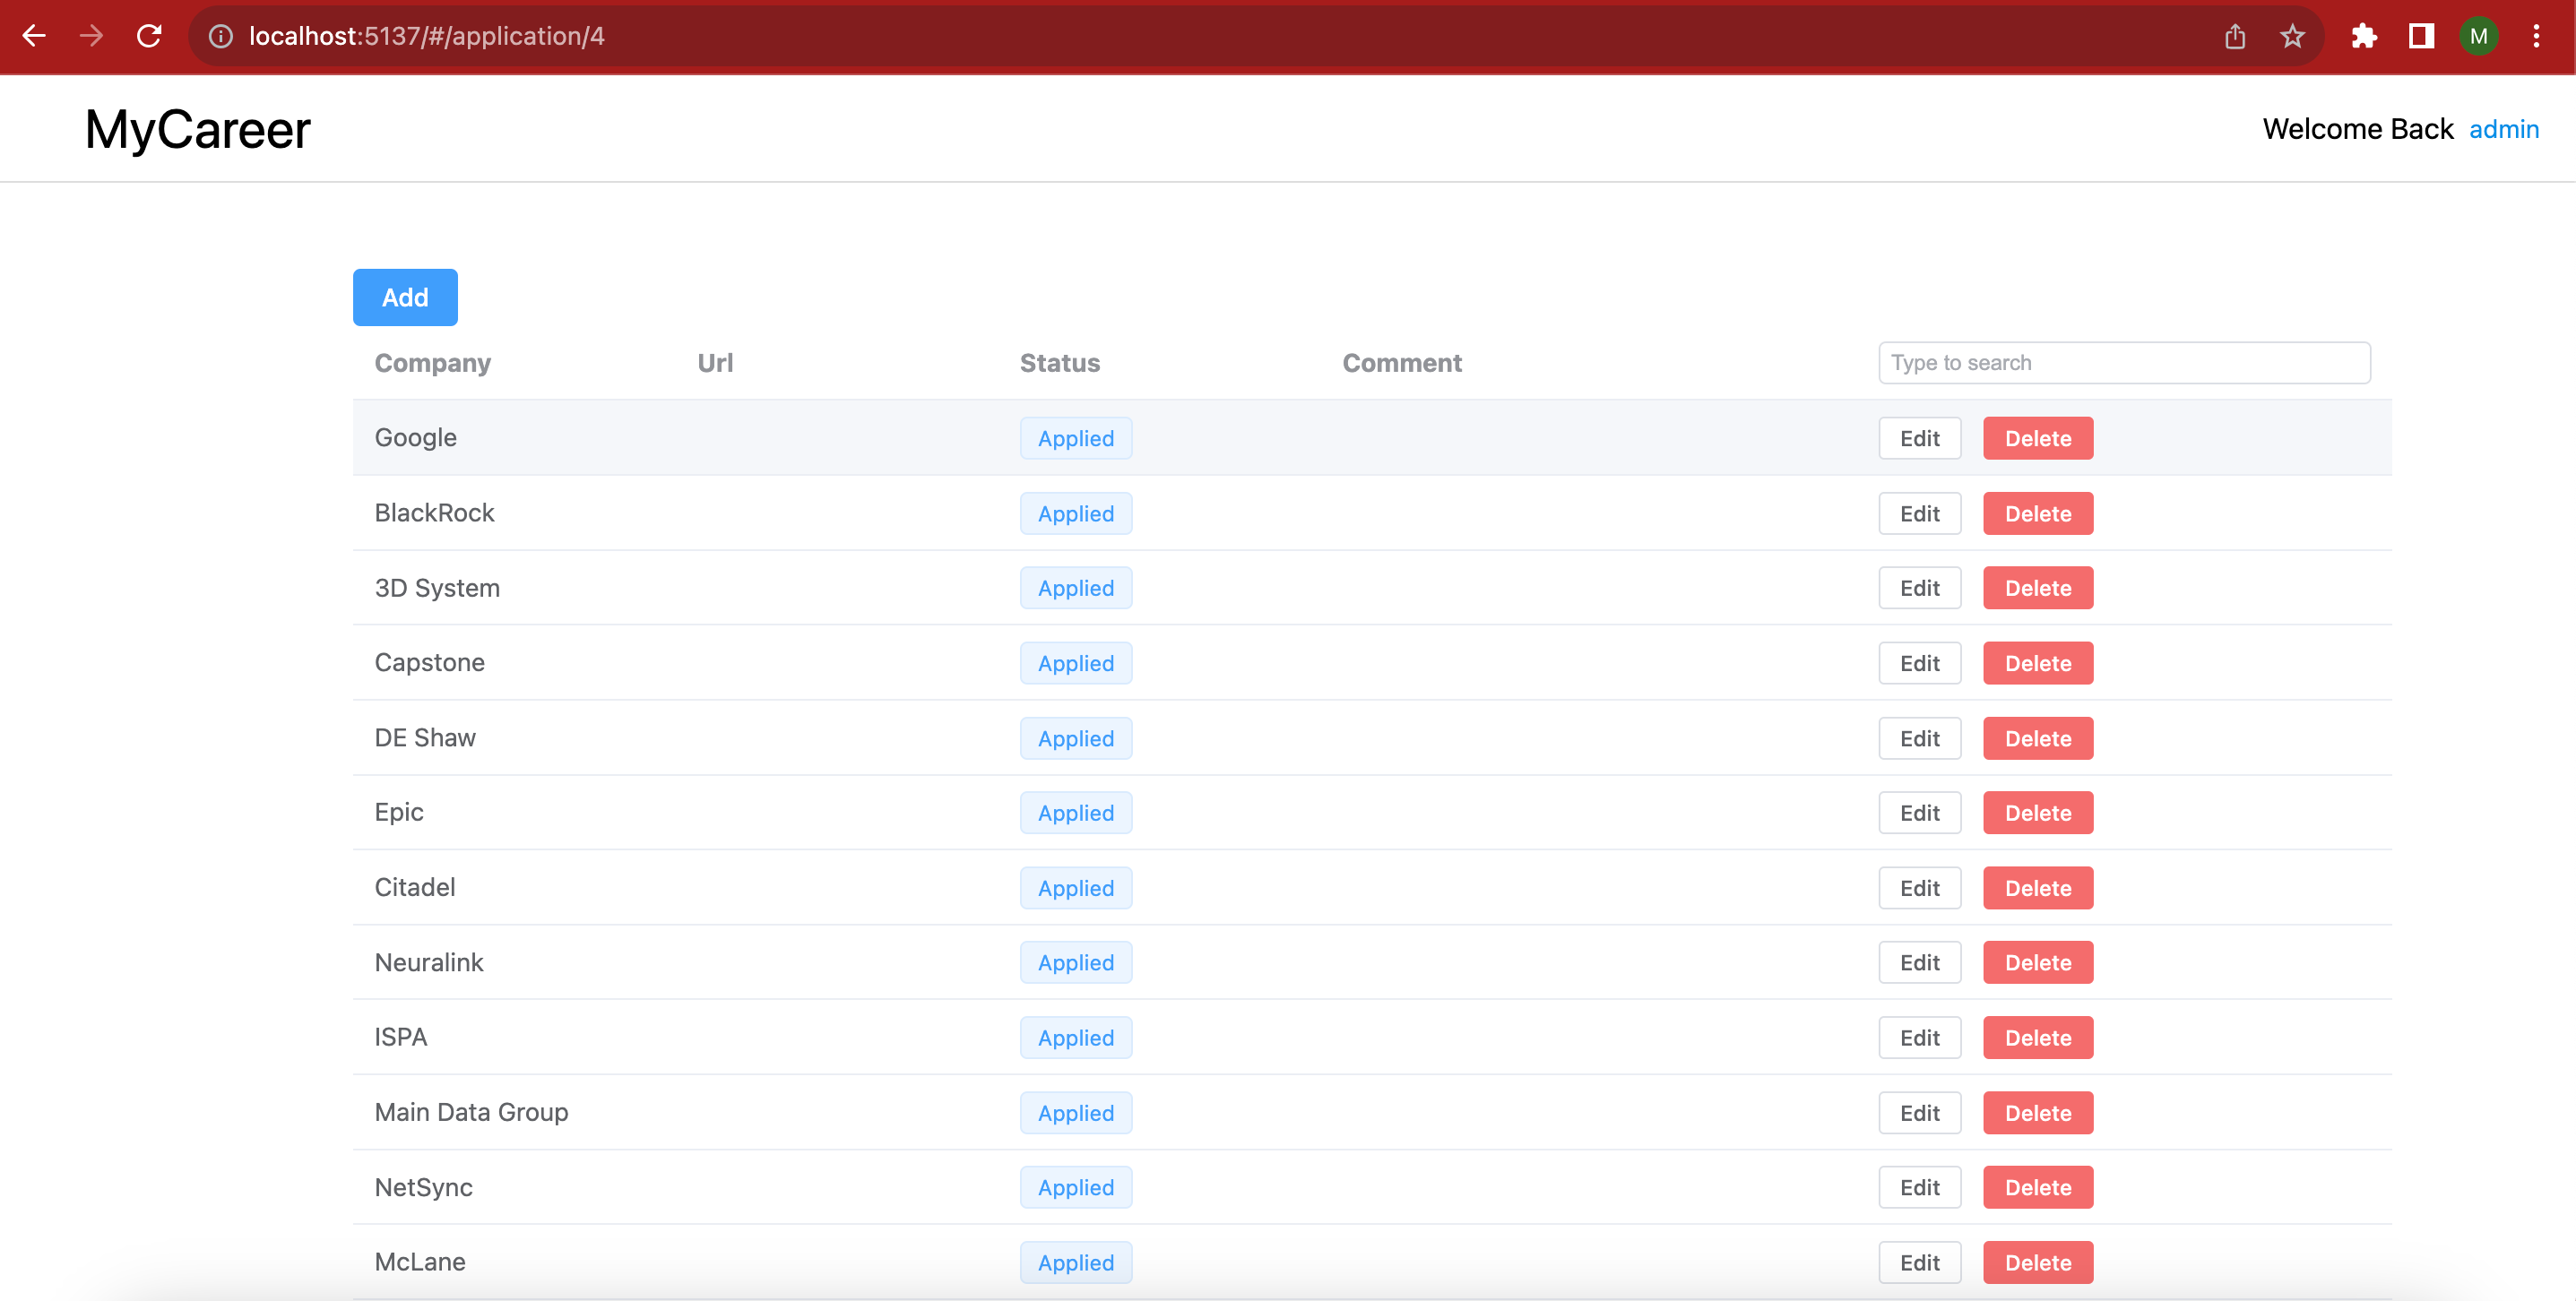 localhost:5137/#/application/4
M
MyCareer
Welcome Back admin
Add
Company Url Status Comment Type to search
Google Applied Edit Delete
BlackRock Applied Edit Delete
3D System Applied Edit Delete
Capstone Applied Edit Delete
DE Shaw Applied Edit Delete
Epic Applied Edit Delete
Citadel Applied Edit Delete
Neuralink Applied Edit Delete
ISPA Applied Edit Delete
Main Data Group Applied Edit Delete
NetSync Applied Edit Delete
McLane Applied Edit Delete